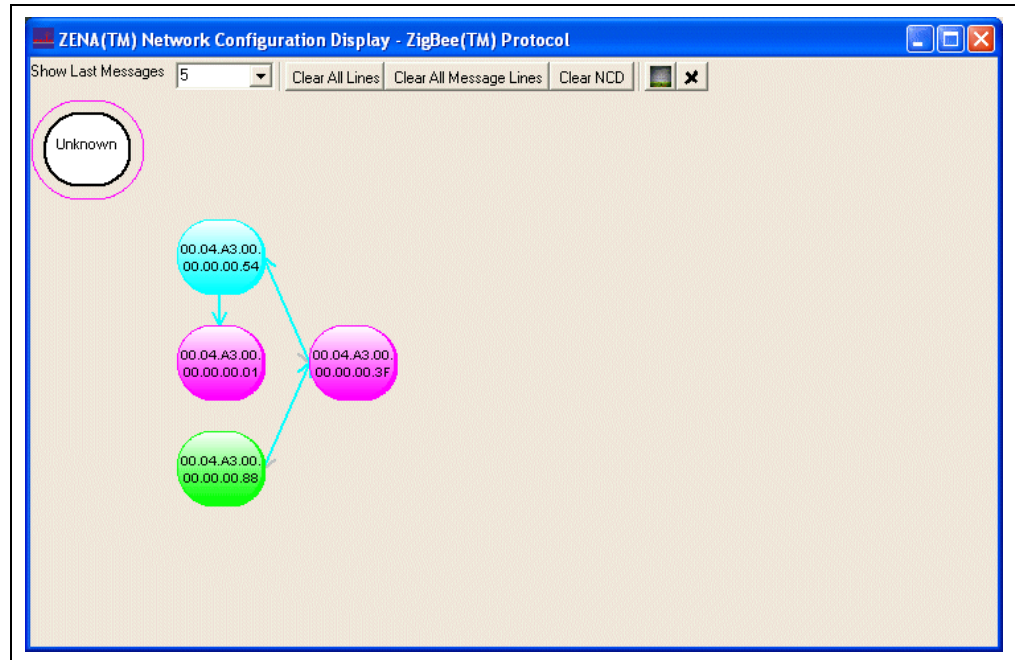 ZENA(TM) Network Configuration Display - ZigBee(TM) Protocol
Show Last Messages 5 Clear All Lines Clear All Message Lines Clear NCD
Unknown
00.04.A3.00.
00.00.00.54
00.04.A3.00.
00.00.00.01
00.04.A3.00.
00.00.00.3F
00.04.A3.00.
00.00.00.88